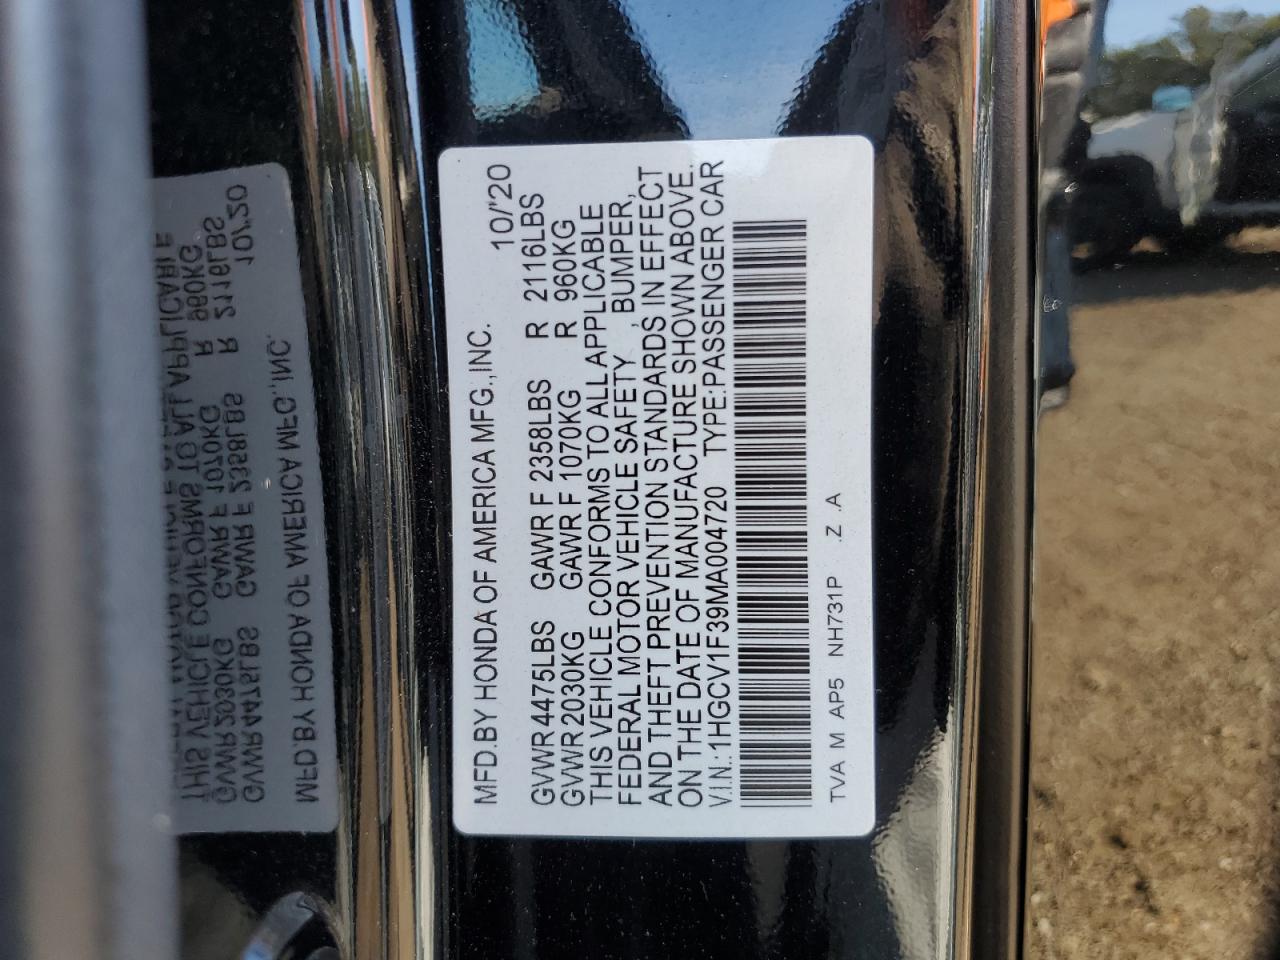 MFD.BY HONDA OF AMERICA MFG.,INC. 10/'20
GVWR 4475LBS GAWR F 2358LBS R 2116LBS
GVWR 2030KG GAWR F 1070KG R 960KG
THIS VEHICLE CONFORMS TO ALL APPLICABLE
FEDERAL MOTOR VEHICLE SAFETY , BUMPER,
AND THEFT PREVENTION STANDARDS IN EFFECT
ON THE DATE OF MANUFACTURE SHOWN ABOVE.
V.I.N.: 1HGCV1F39MA004720 TYPE:PASSENGER CAR
TVA M AP5 NH731P .Z .A